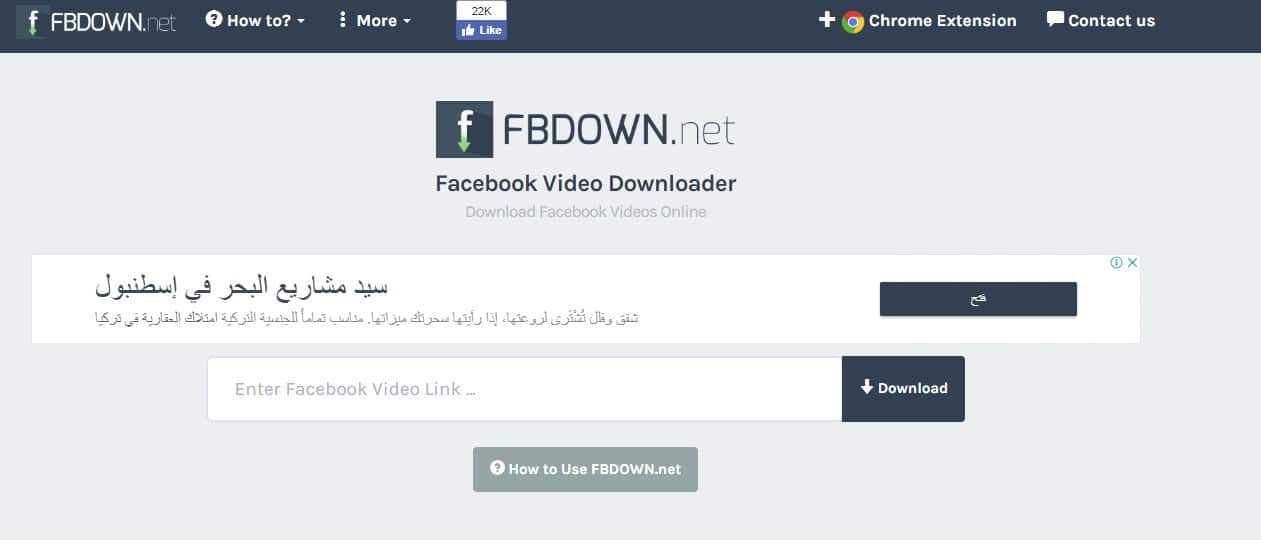 FBDOWN.net
How to?
More
22K
Like
Chrome Extension
Contact us
FBDOWN.net
Facebook Video Downloader
Download Facebook Videos Online
سيد مشاريع البحر في إسطنبول
شقق وفلل تُشْتَرى لروعتها، إذا رأيتها سحرتك ميزاتها. مناسب تماماً للجنسية التركية امتلاك العقارية في تركيا
فتح
Enter Facebook Video Link ...
Download
How to Use FBDOWN.net